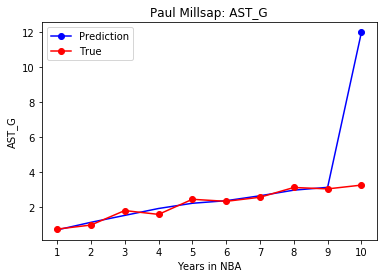 Paul Millsap: AST_G
Prediction
True
12
10
8
6
4
2
AST_G
1 2 3 4 5 6 7 8 9 10
Years in NBA